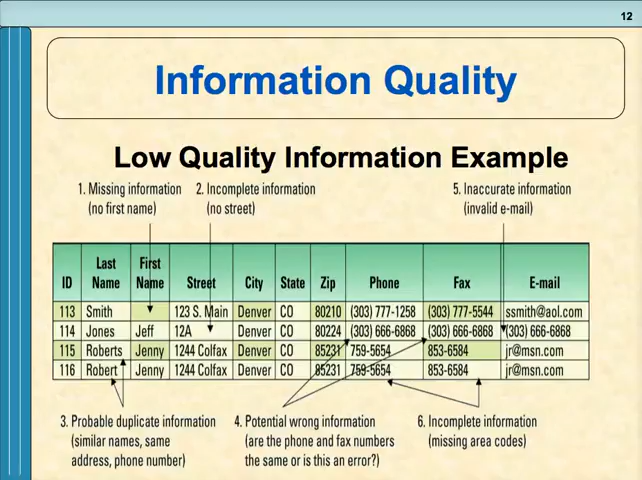 12
Information Quality
Low Quality Information Example
1. Missing information
(no first name)
2. Incomplete information
(no street)
5. Inaccurate information
(invalid e-mail)
ID Last Name First Name Street City State Zip Phone Fax E-mail
113 Smith 123 S. Main Denver CO 80210 (303) 777-1258 (303) 777-5544 ssmith@aol.com
114 Jones Jeff 12A Denver CO 80224 (303) 666-6868 (303) 666-6868 (303) 666-6868
115 Roberts Jenny 1244 Colfax Denver CO 85231 759-5654 853-6584 jr@msn.com
116 Robert Jenny 1244 Colfax Denver CO 85231 759-5654 853-6584 jr@msn.com
3. Probable duplicate information
(similar names, same
address, phone number)
4. Potential wrong information
(are the phone and fax numbers
the same or is this an error?)
6. Incomplete information
(missing area codes)